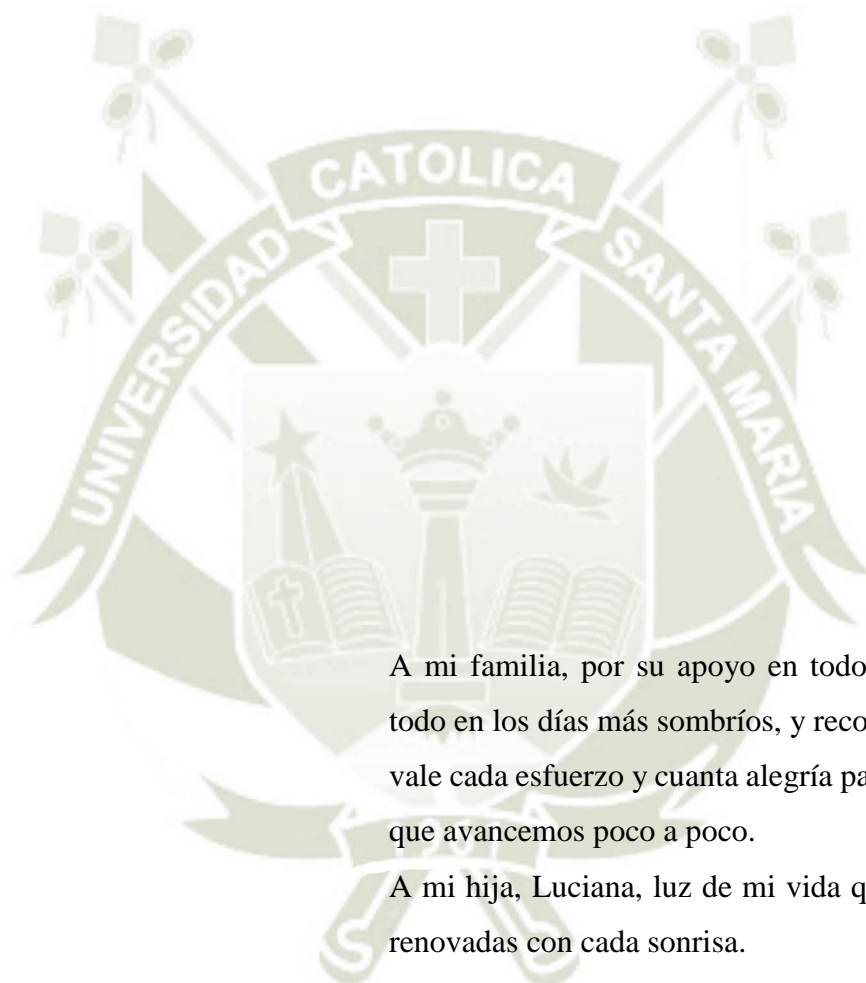 UNIVERSIDAD CATOLICA SANTA MARIA
1961
A mi familia, por su apoyo en todo
todo en los días más sombríos, y reco
vale cada esfuerzo y cuanta alegría pa
que avancemos poco a poco.
A mi hija, Luciana, luz de mi vida q
renovadas con cada sonrisa.